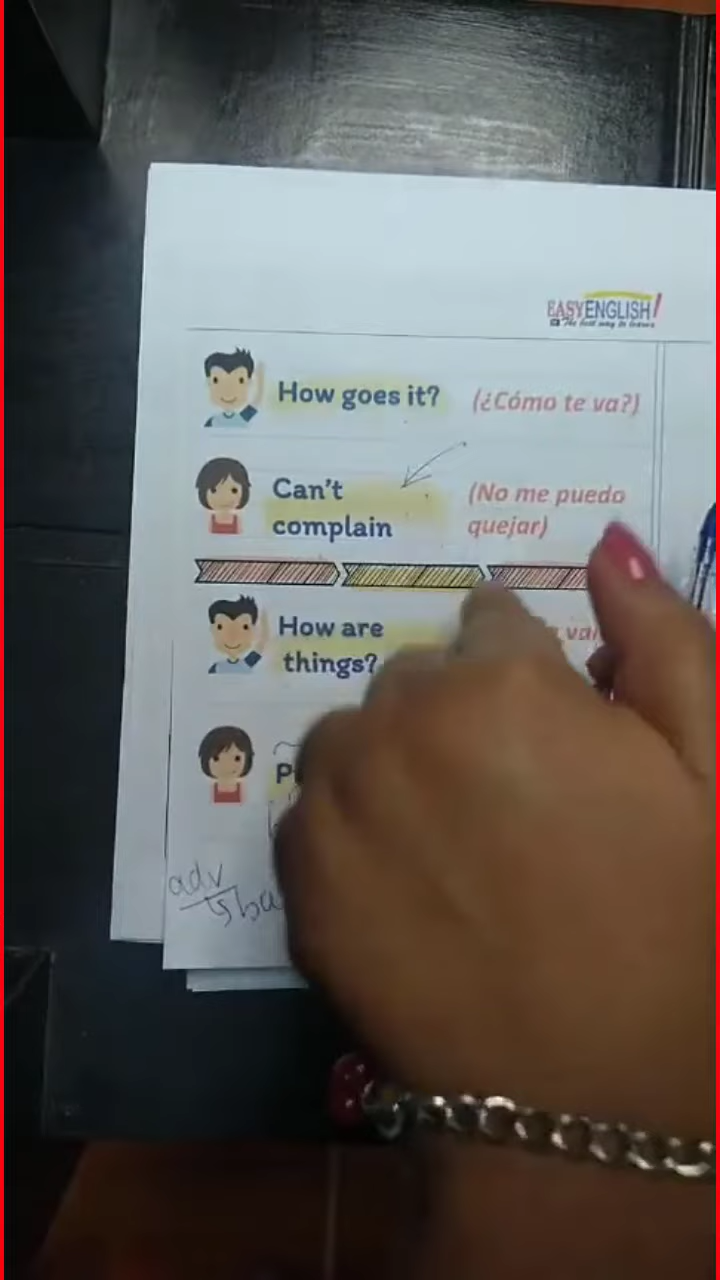 EASYENGLISH!
The best way to learn
How goes it?
(¿Cómo te va?)
Can't
complain
(No me puedo
quejar)
How are
things?
adv